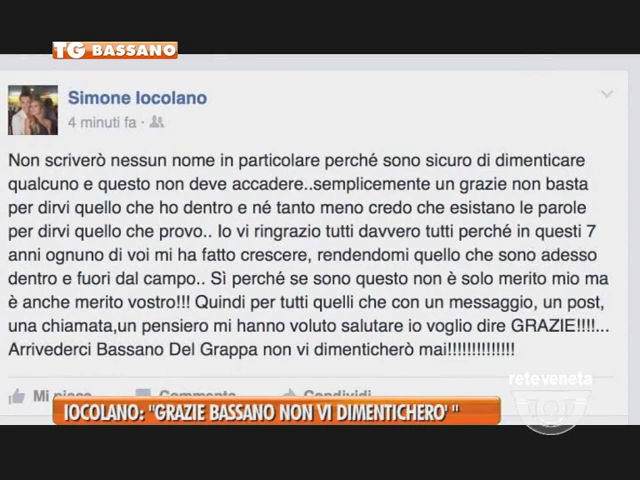 TG BASSANO
Simone Iocolano
4 minuti fa ·
Non scriverò nessun nome in particolare perché sono sicuro di dimenticare
qualcuno e questo non deve accadere..semplicemente un grazie non basta
per dirvi quello che ho dentro e né tanto meno credo che esistano le parole
per dirvi quello che provo.. Io vi ringrazio tutti davvero tutti perché in questi 7
anni ognuno di voi mi ha fatto crescere, rendendomi quello che sono adesso
dentro e fuori dal campo.. Sì perché se sono questo non è solo merito mio ma
è anche merito vostro!!! Quindi per tutti quelli che con un messaggio, un post,
una chiamata,un pensiero mi hanno voluto salutare io voglio dire GRAZIE!!!!...
Arrivederci Bassano Del Grappa non vi dimenticherò mai!!!!!!!!!!!!!!
Mi piace Commenta Condividi
reteveneta
IOCOLANO: "GRAZIE BASSANO NON VI DIMENTICHERO' "